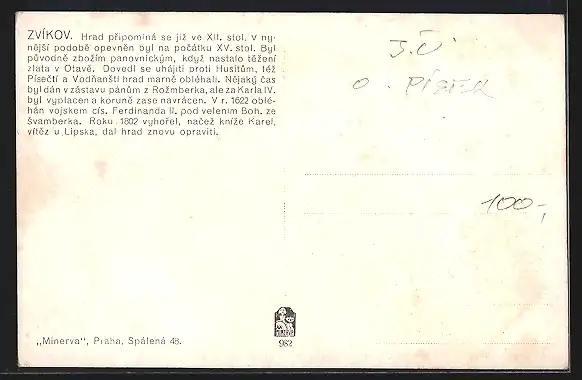 ZVÍKOV. Hrad připomíná se již ve XII. stol. V ny-
nější podobě opevněn byl na počátku XV. stol. Byl
původně zbožím panovnickým, když nastalo těžení
zlata v Otavě. Dovedl se uhájiti proti Husitům, též
Písečtí a Vodňanští hrad marně obléhali. Nějaký čas
byl dán v zástavu pánům z Rožmberka, ale za Karla IV.
byl vyplacen a koruně zase navrácen. V r. 1622 oblé-
hán vojskem cís. Ferdinanda II. pod velením Boh. ze
Švamberka. Roku 1802 vyhořel, načež kníže Karel,
vítěz u Lipska, dal hrad znovu opraviti.
J.Č.
o. PÍSEK
100,-
MINERVA
982
„Minerva“, Praha, Spálená 48.